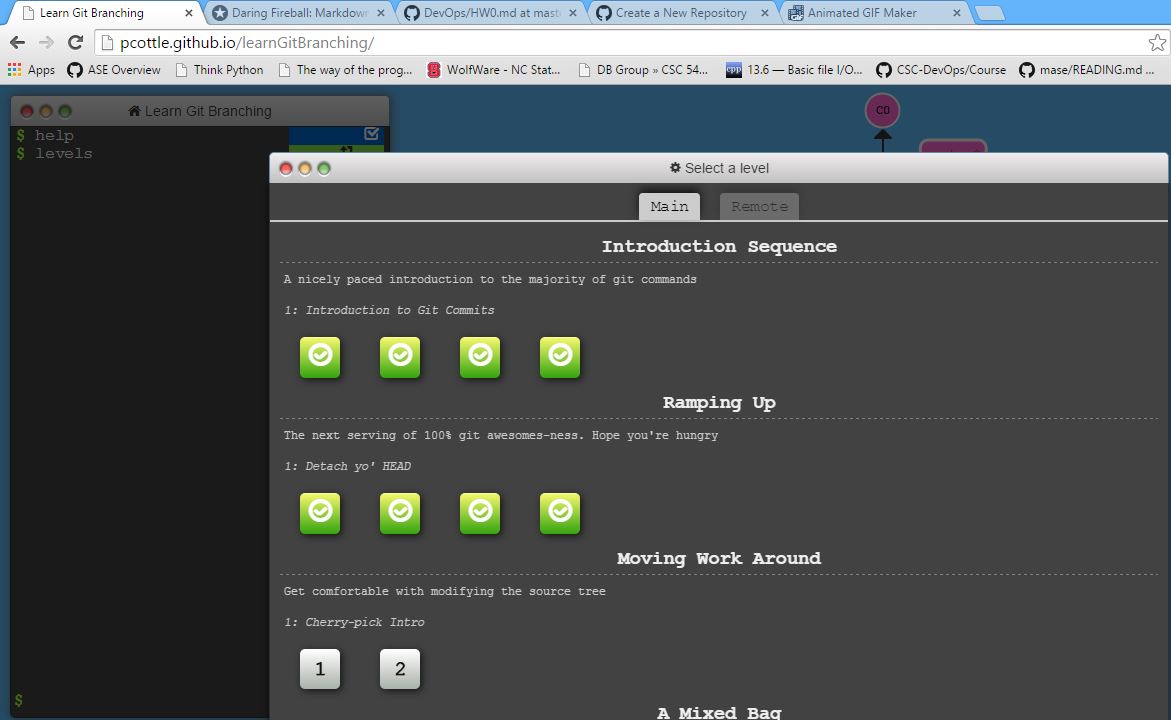 Learn Git Branching
Daring Fireball: Markdown
DevOps/HW0.md at maste
Create a New Repository
Animated GIF Maker
pcottle.github.io/learnGitBranching/
Apps
ASE Overview
Think Python
The way of the prog...
WolfWare - NC Stat...
DB Group » CSC 54...
cpp
13.6 — Basic file I/O...
CSC-DevOps/Course
mase/READING.md ...
Learn Git Branching
$ help
$ levels
C0
Select a level
Main
Remote
Introduction Sequence
A nicely paced introduction to the majority of git commands
1: Introduction to Git Commits
Ramping Up
The next serving of 100% git awesomes-ness. Hope you're hungry
1: Detach yo' HEAD
Moving Work Around
Get comfortable with modifying the source tree
1: Cherry-pick Intro
1
2
A Mixed Bag
$